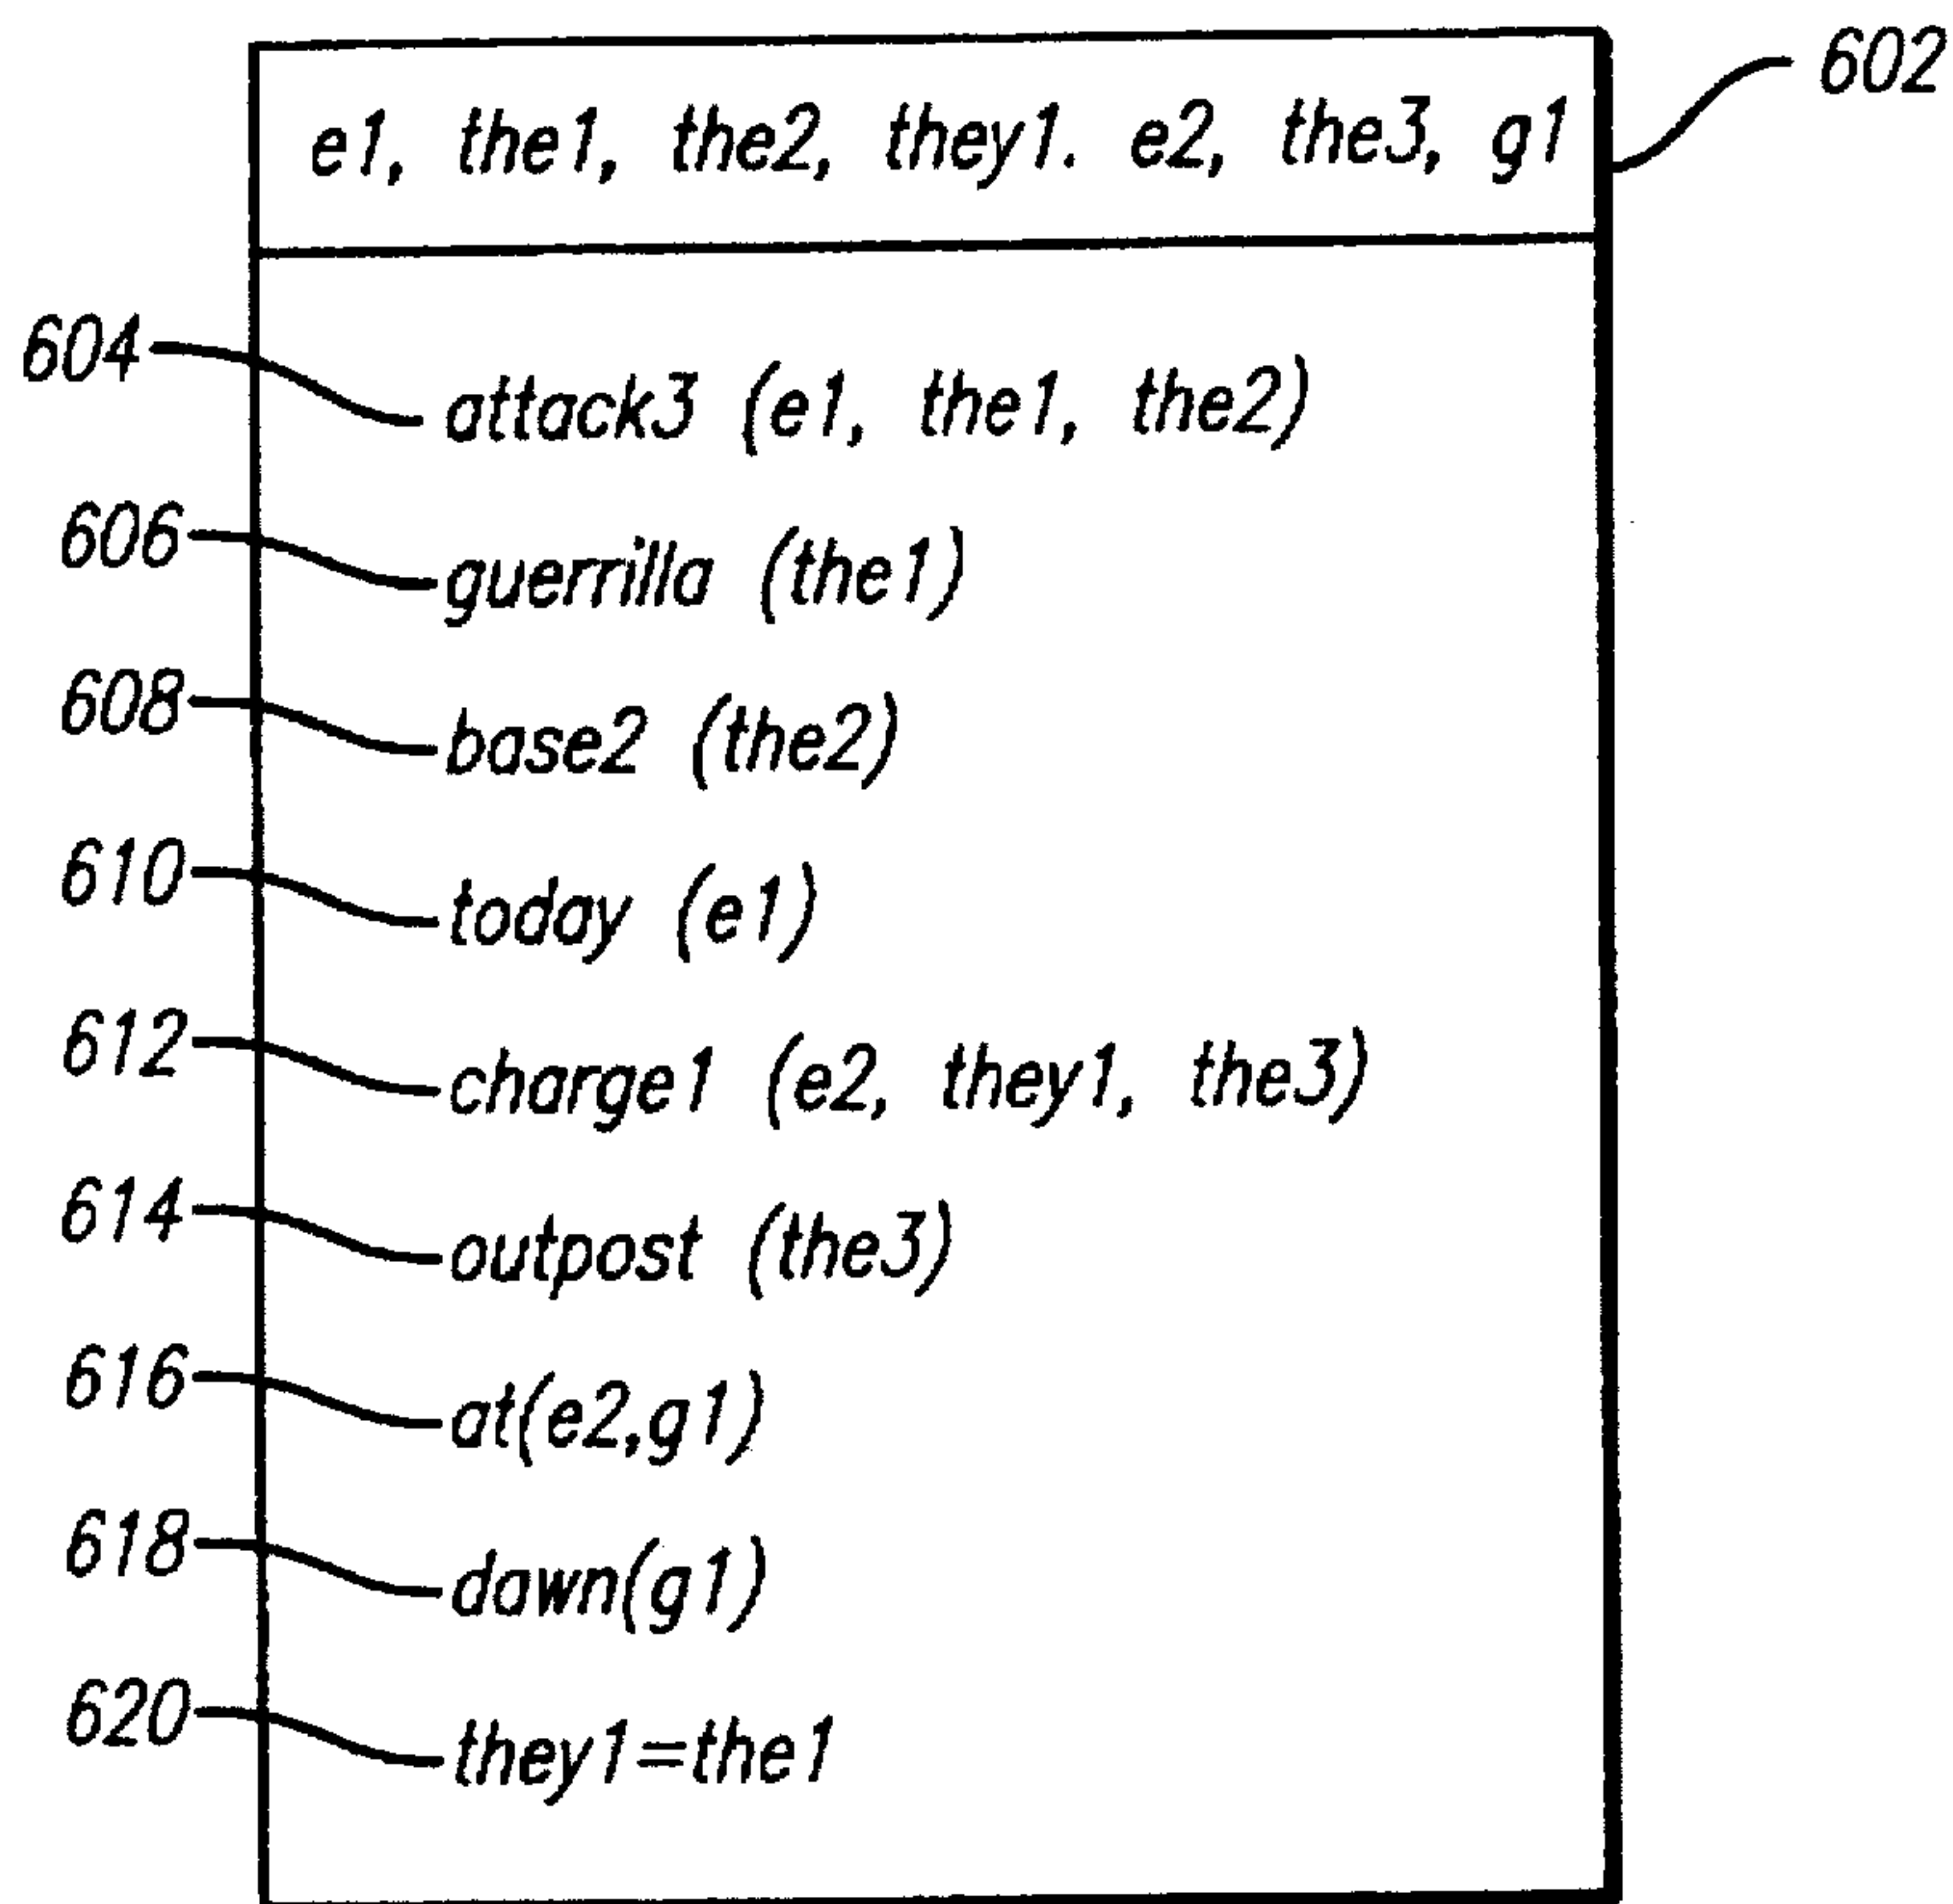 e1, the1, the2, they1. e2, the3, g1 602
604 attack3 (e1, the1, the2)
606 guerrilla (the1)
608 base2 (the2)
610 today (e1)
612 charge1 (e2, they1, the3)
614 outpost (the3)
616 at(e2,g1)
618 dawn(g1)
620 they1=the1